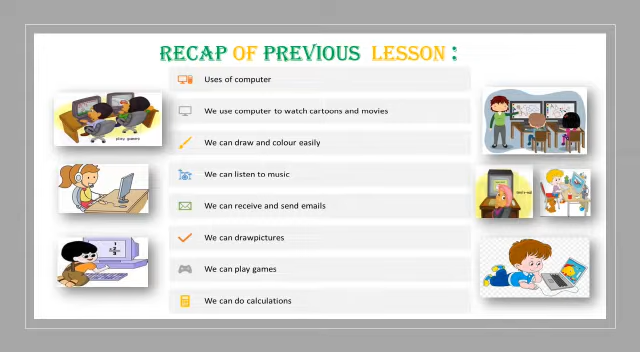 RECAP OF PREVIOUS LESSON :
Uses of computer
We use computer to watch cartoons and movies
We can draw and colour easily
We can listen to music
We can receive and send emails
We can drawpictures
We can play games
We can do calculations
play games